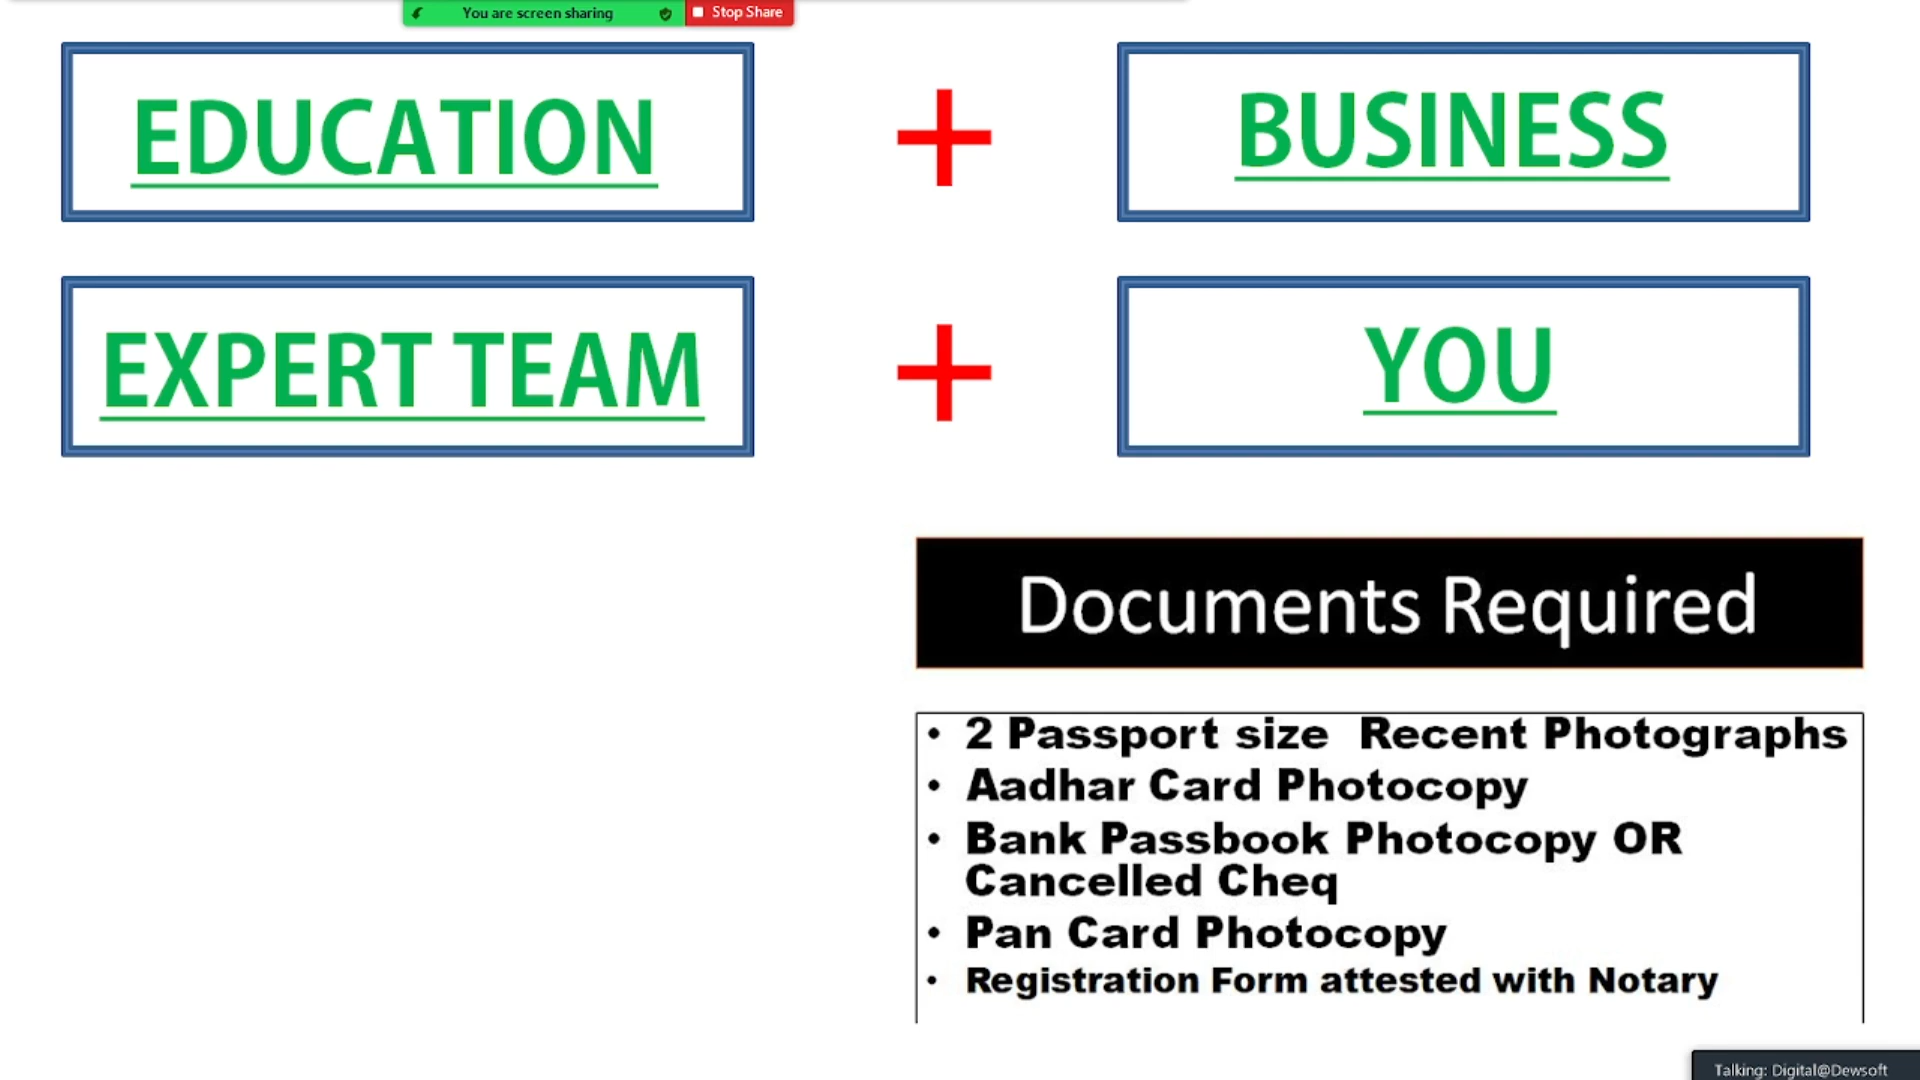 You are screen sharing Stop Share
EDUCATION + BUSINESS
EXPERT TEAM + YOU
Documents Required
• 2 Passport size Recent Photographs
• Aadhar Card Photocopy
• Bank Passbook Photocopy OR
Cancelled Cheq
• Pan Card Photocopy
• Registration Form attested with Notary
Talking: Digital@Dewsoft